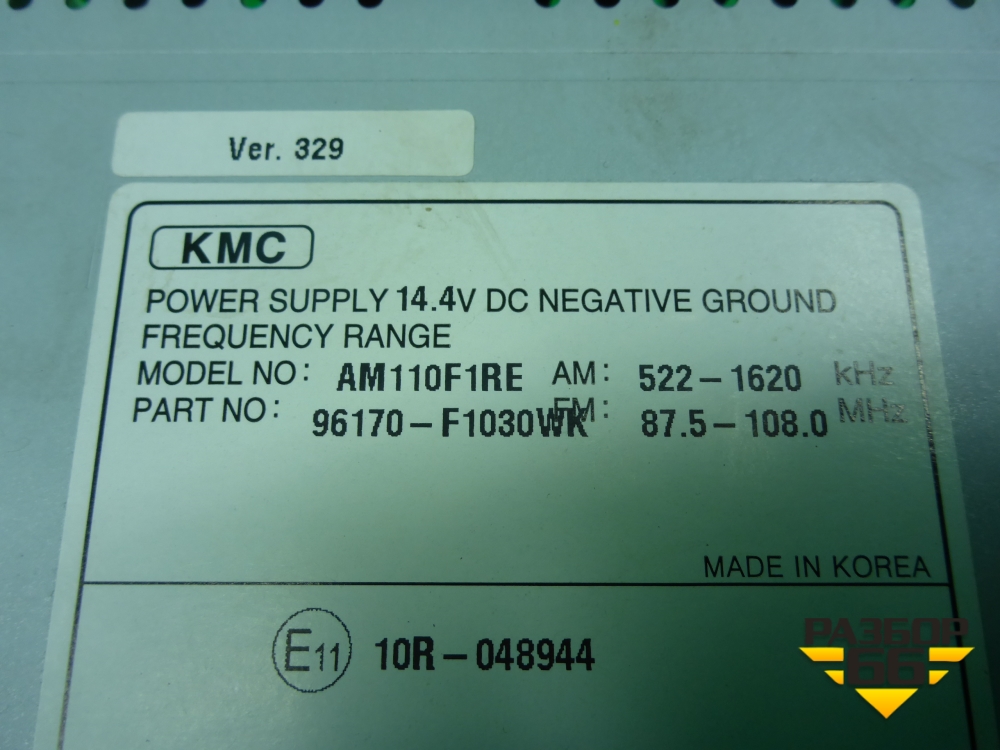 Ver. 329
KMC
POWER SUPPLY 14.4V DC NEGATIVE GROUND
FREQUENCY RANGE
MODEL NO: AM110F1RE AM: 522-1620 kHz
PART NO: 96170-F1030WK FM: 87.5-108.0 MHz
MADE IN KOREA
E11 10R-048944
РАЗБОР
66